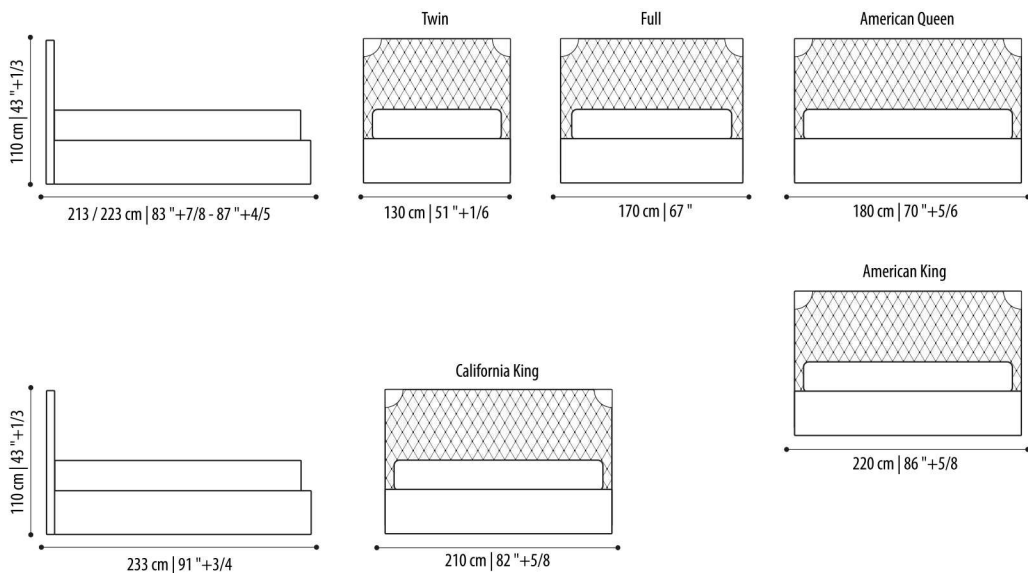 Twin
Full
American Queen
110 cm | 43 "+1/3
213 / 223 cm | 83 "+7/8 - 87 "+4/5
130 cm | 51 "+1/6
170 cm | 67 "
180 cm | 70 "+5/6
American King
220 cm | 86 "+5/8
California King
110 cm | 43 "+1/3
233 cm | 91 "+3/4
210 cm | 82 "+5/8